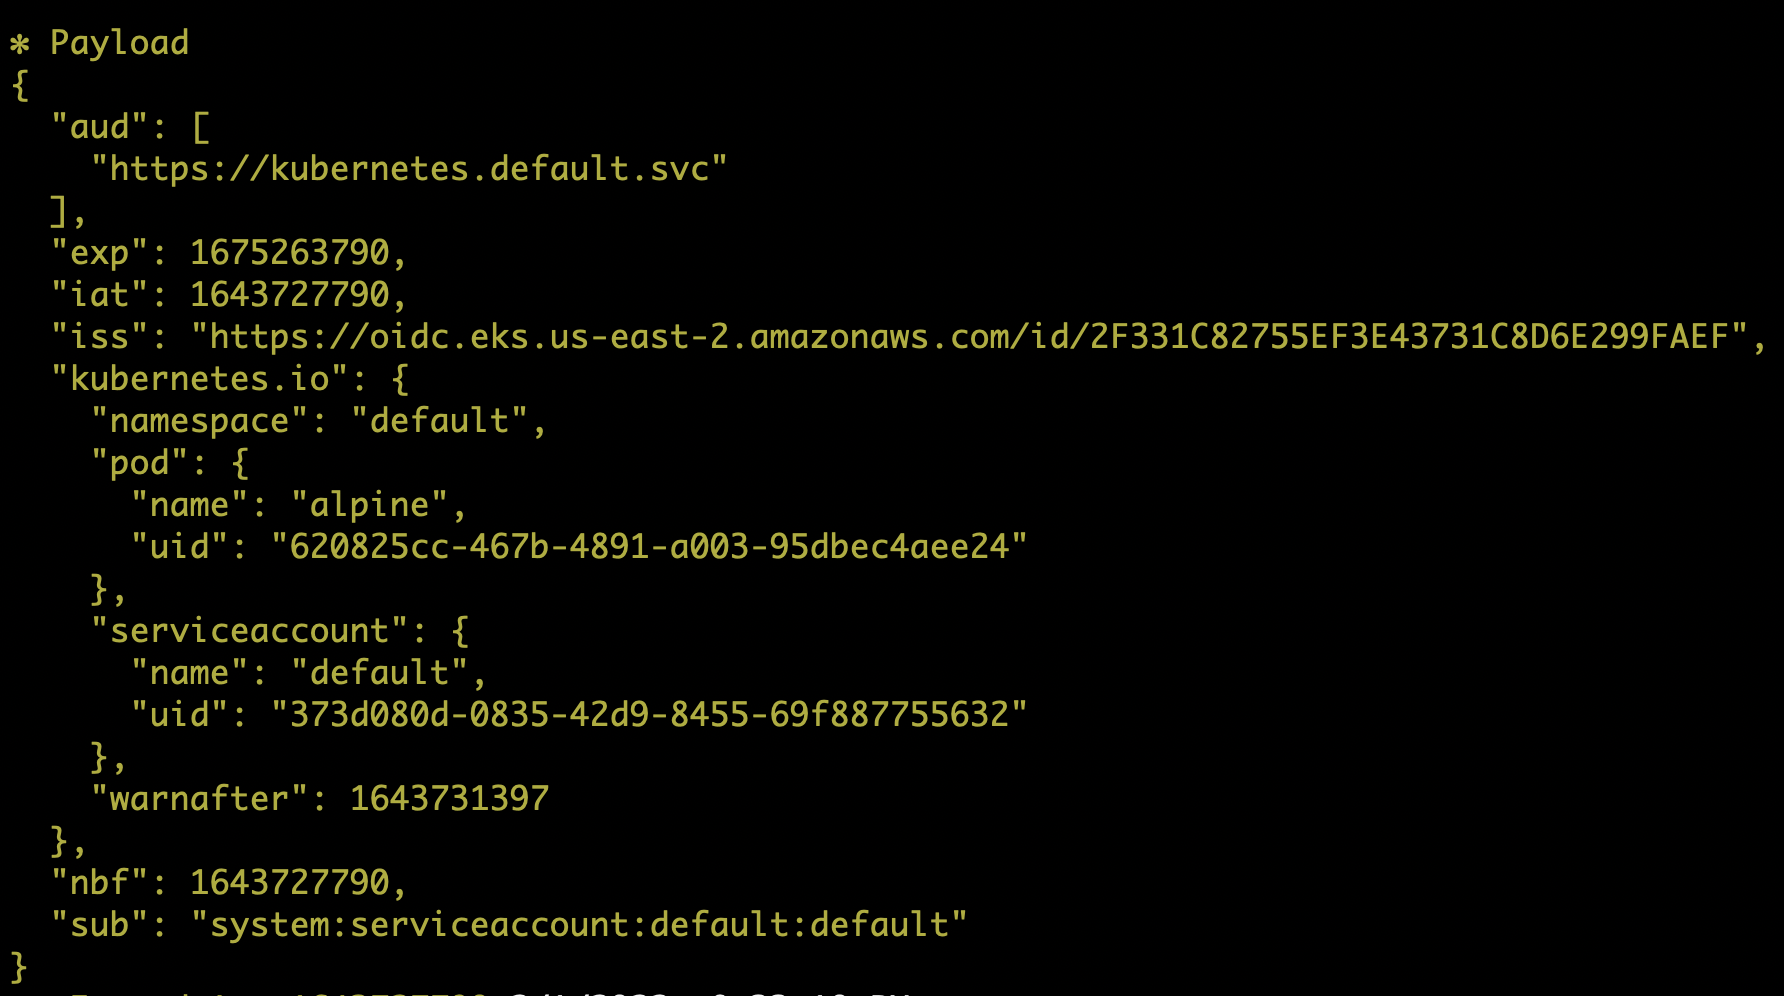 * Payload
{
  "aud": [
    "https://kubernetes.default.svc"
  ],
  "exp": 1675263790,
  "iat": 1643727790,
  "iss": "https://oidc.eks.us-east-2.amazonaws.com/id/2F331C82755EF3E43731C8D6E299FAEF",
  "kubernetes.io": {
    "namespace": "default",
    "pod": {
      "name": "alpine",
      "uid": "620825cc-467b-4891-a003-95dbec4aee24"
    },
    "serviceaccount": {
      "name": "default",
      "uid": "373d080d-0835-42d9-8455-69f887755632"
    },
    "warnafter": 1643731397
  },
  "nbf": 1643727790,
  "sub": "system:serviceaccount:default:default"
}